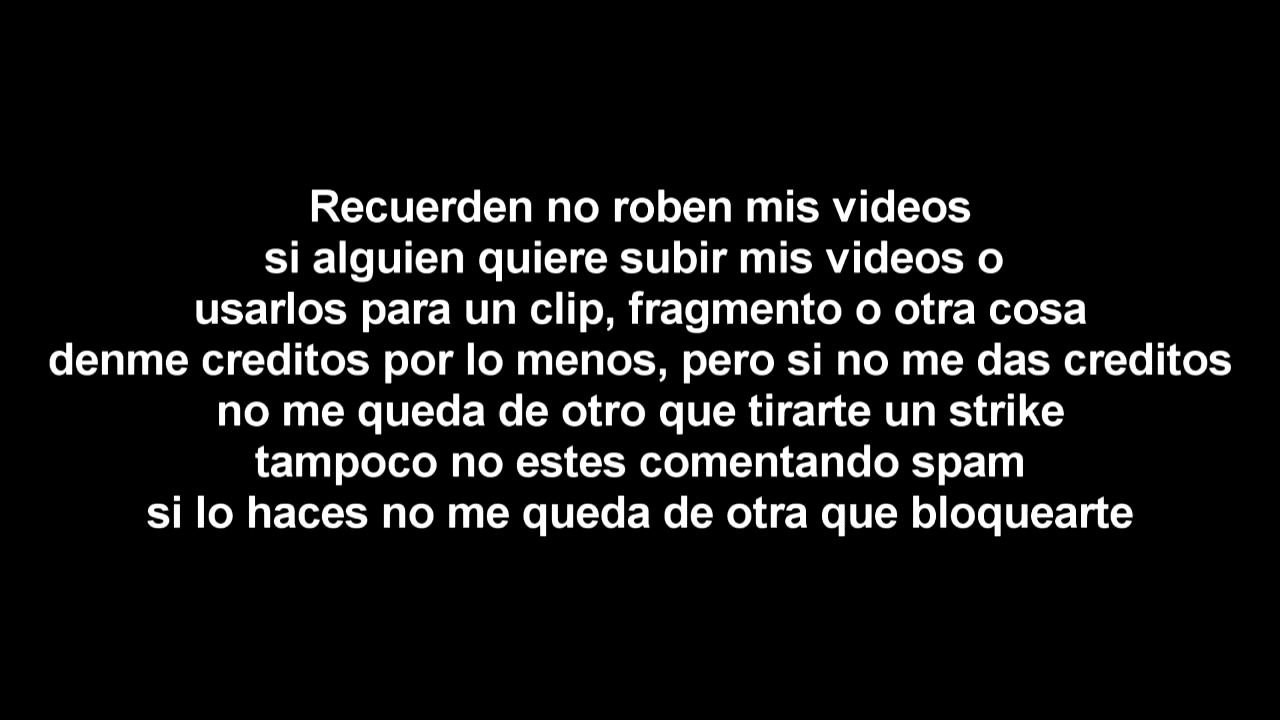 Recuerden no roben mis videos
si alguien quiere subir mis videos o
usarlos para un clip, fragmento o otra cosa
denme creditos por lo menos, pero si no me das creditos
no me queda de otro que tirarte un strike
tampoco no estes comentando spam
si lo haces no me queda de otra que bloquearte